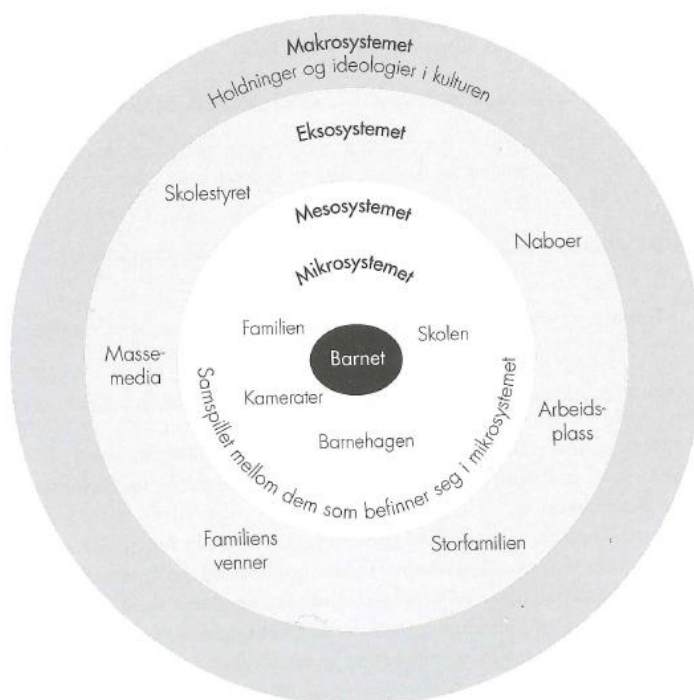 Makrosystemet
Holdninger og ideologier i kulturen
Eksosystemet
Skolestyret
Mesosystemet
Naboer
Mikrosystemet
Familien
Skolen
Barnet
Masse-
media
Kamerater
Arbeids-
plass
Barnehagen
Samspillet mellom dem som befinner seg i mikrosystemet
Familiens
venner
Storfamilien